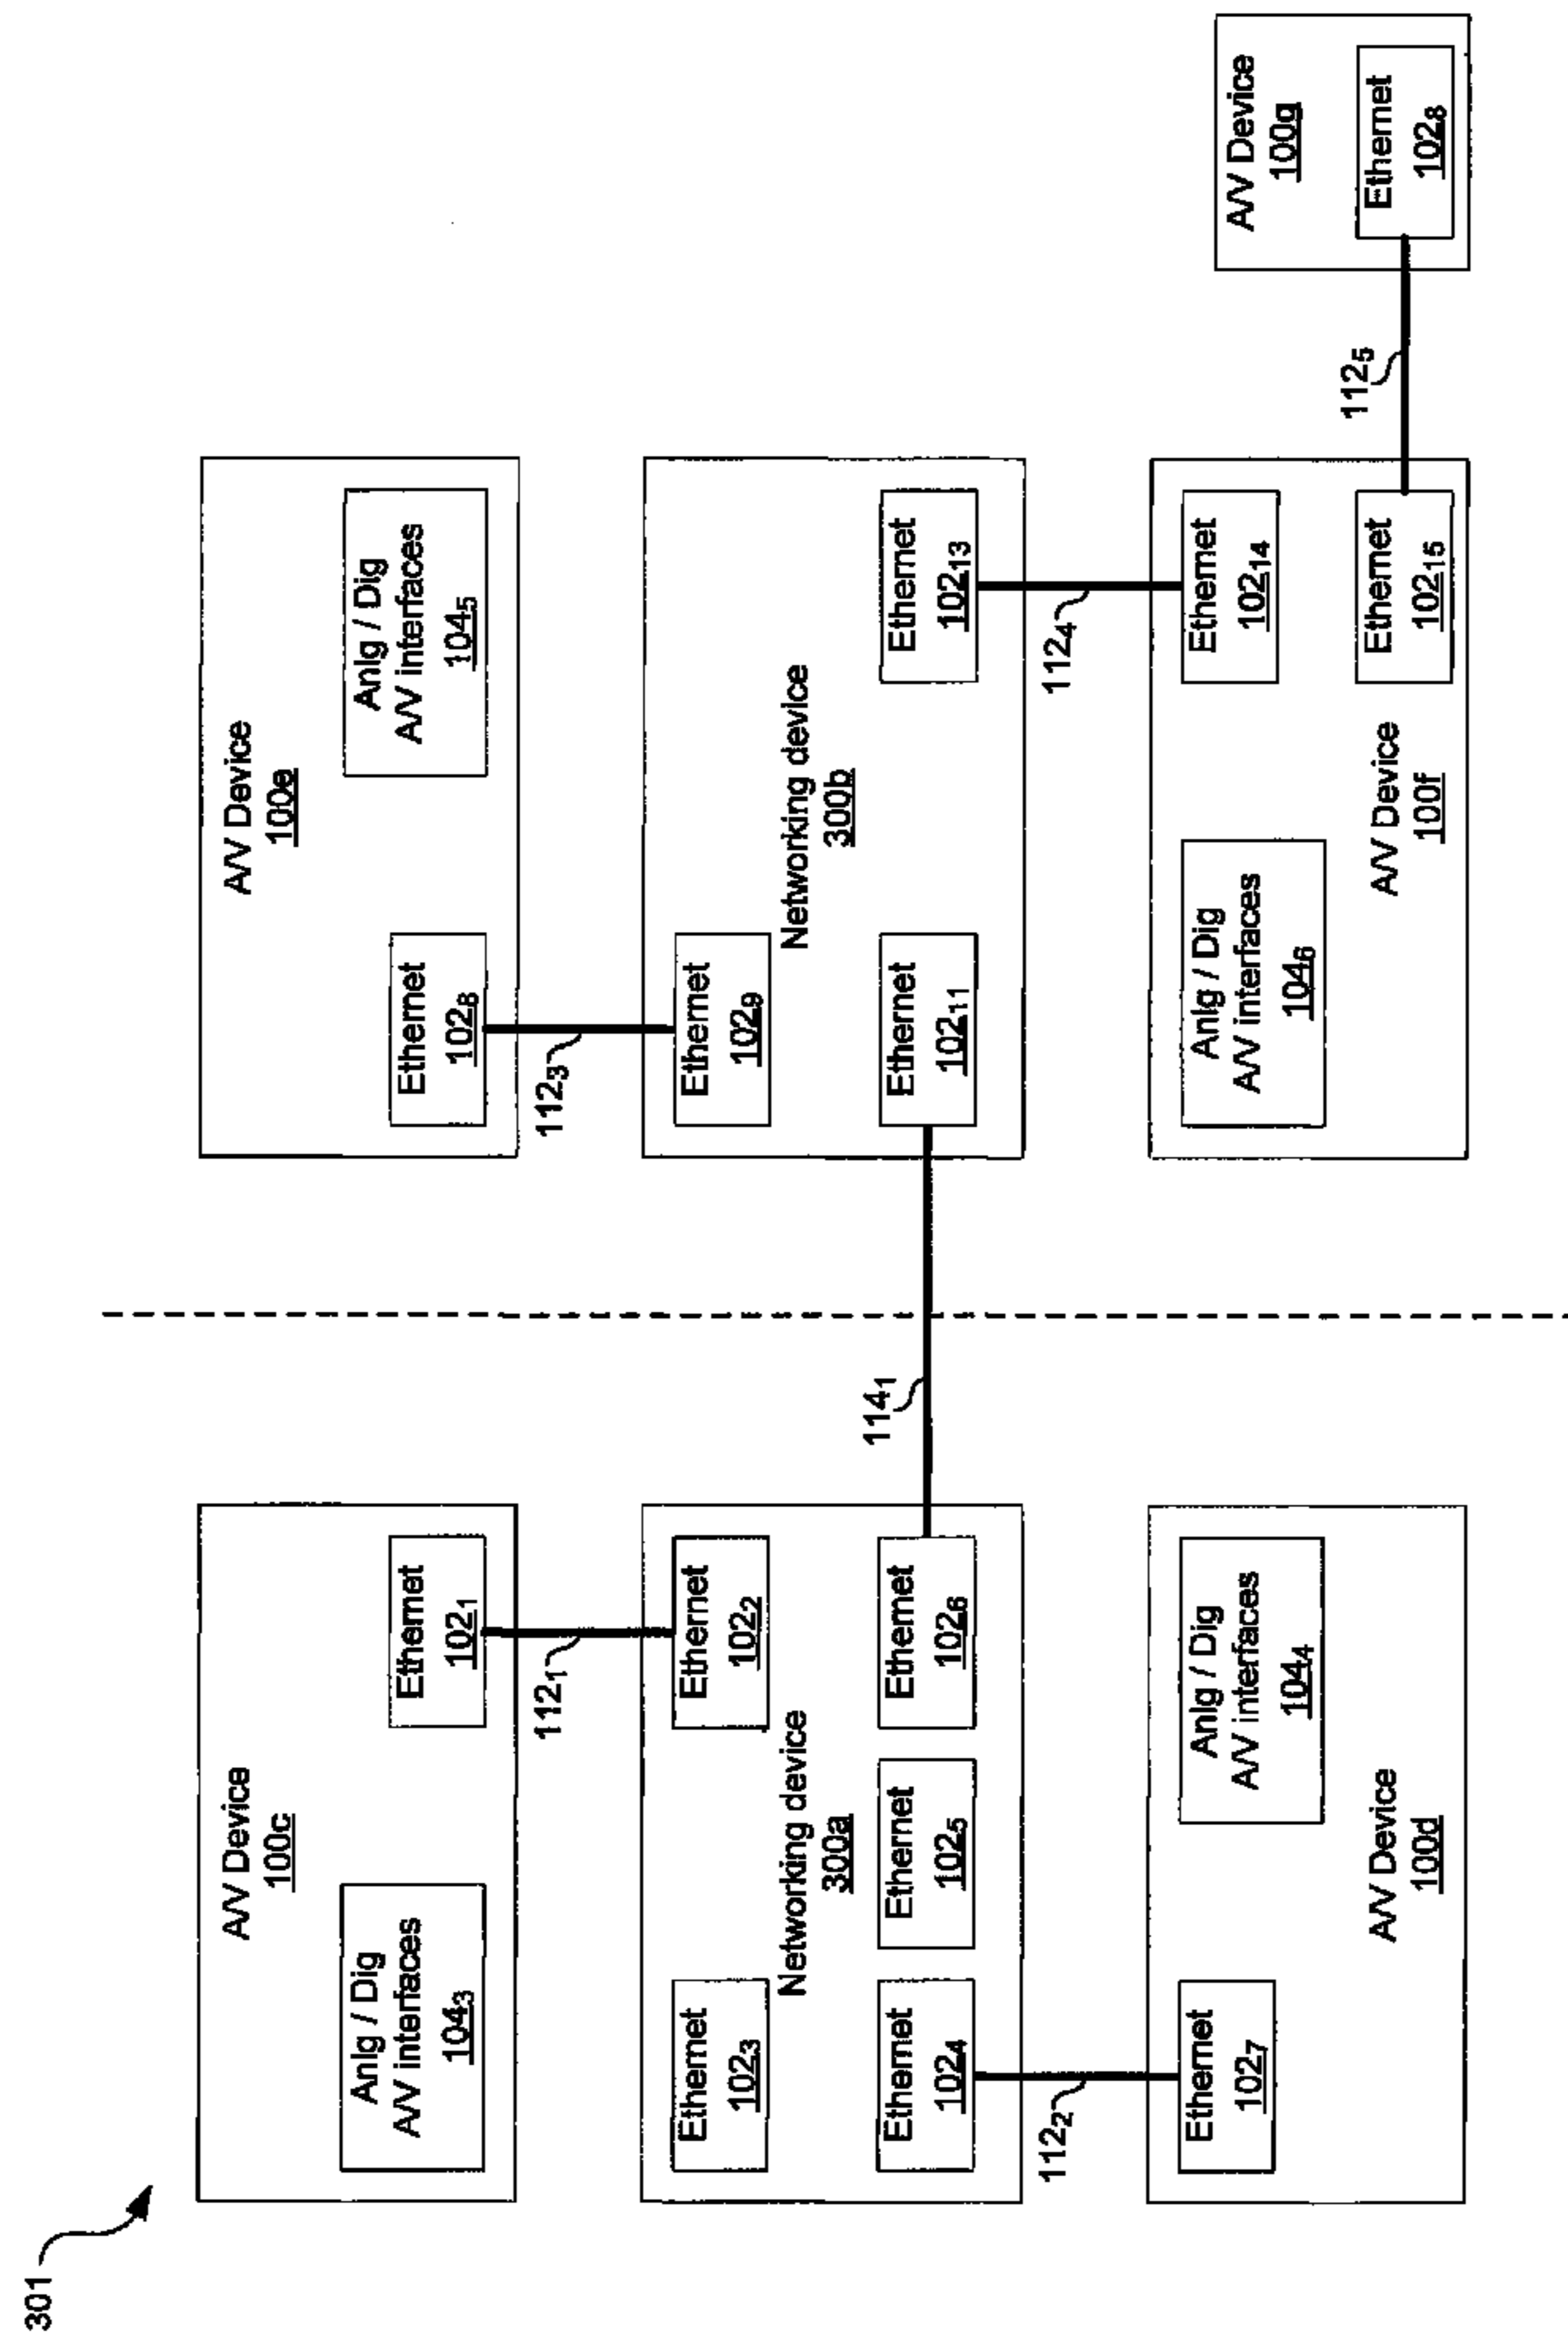 301
A/V Device
100c
Anlg / Dig
A/V interfaces
104₃
Ethernet
102₁
112₁
Networking device
300a
Ethernet
102₃
Ethernet
102₂
Ethernet
102₄
Ethernet
102₅
Ethernet
102₆
112₂
Ethernet
102₇
Anlg / Dig
A/V interfaces
104₄
A/V Device
100d
114₁
A/V Device
100e
Ethernet
102₈
Anlg / Dig
A/V interfaces
104₅
112₃
Networking device
300b
Ethernet
102₉
Ethernet
102₁₁
Ethernet
102₁₃
112₄
Anlg / Dig
A/V interfaces
104₆
Ethernet
102₁₄
Ethernet
102₁₅
A/V Device
100f
112₅
A/V Device
100g
Ethernet
102₈